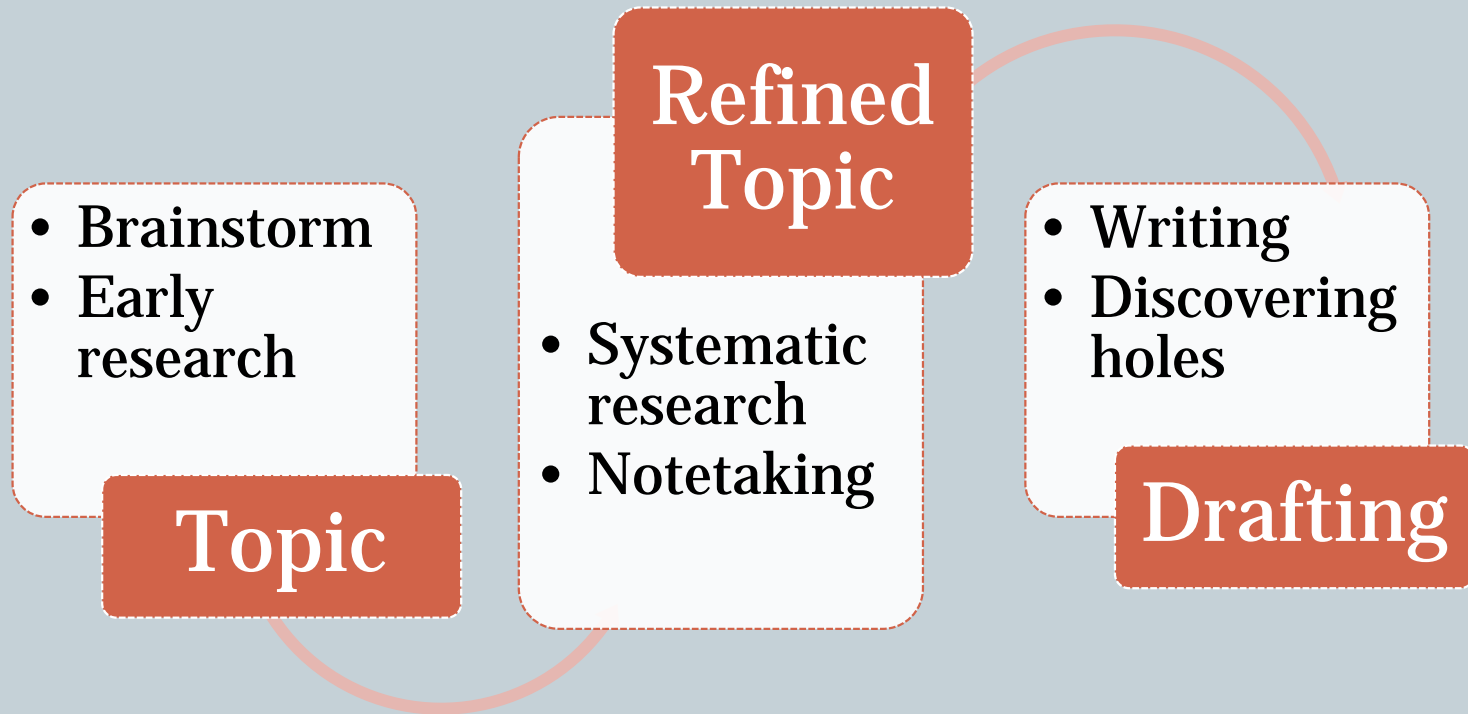 • Brainstorm
• Early
research
Topic
Refined
Topic
• Systematic
research
• Notetaking
• Writing
• Discovering
holes
Drafting